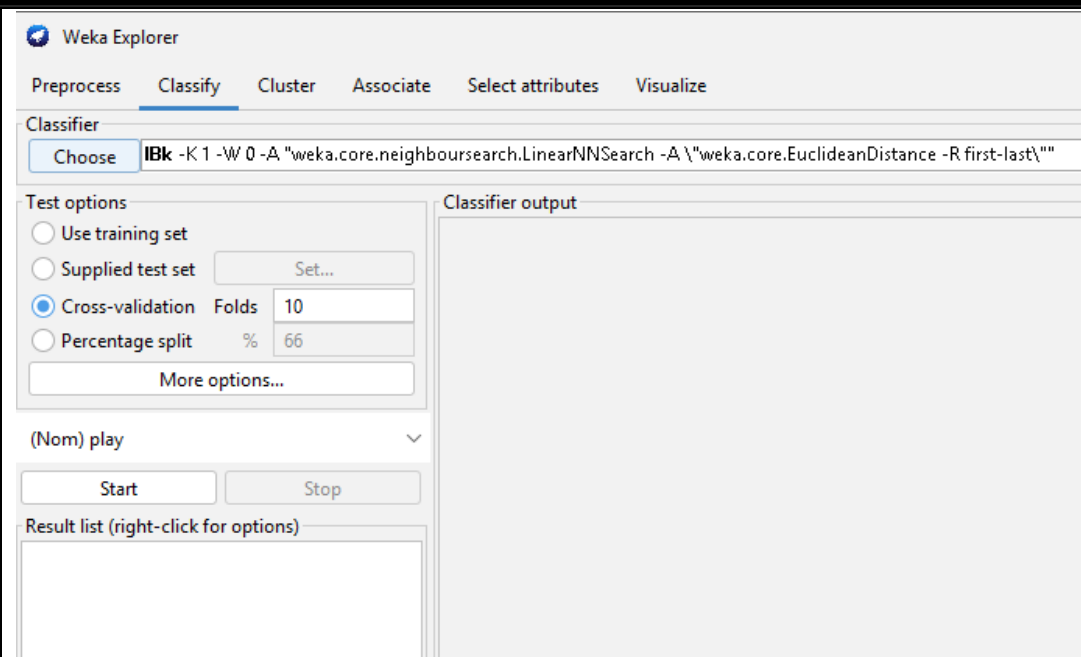 Weka Explorer
Preprocess Classify Cluster Associate Select attributes Visualize
Classifier
Choose IBk -K 1 -W 0 -A "weka.core.neighboursearch.LinearNNSearch -A \"weka.core.EuclideanDistance -R first-last\""
Test options
Use training set
Supplied test set Set...
Cross-validation Folds 10
Percentage split % 66
More options...
(Nom) play
Start Stop
Result list (right-click for options)
Classifier output